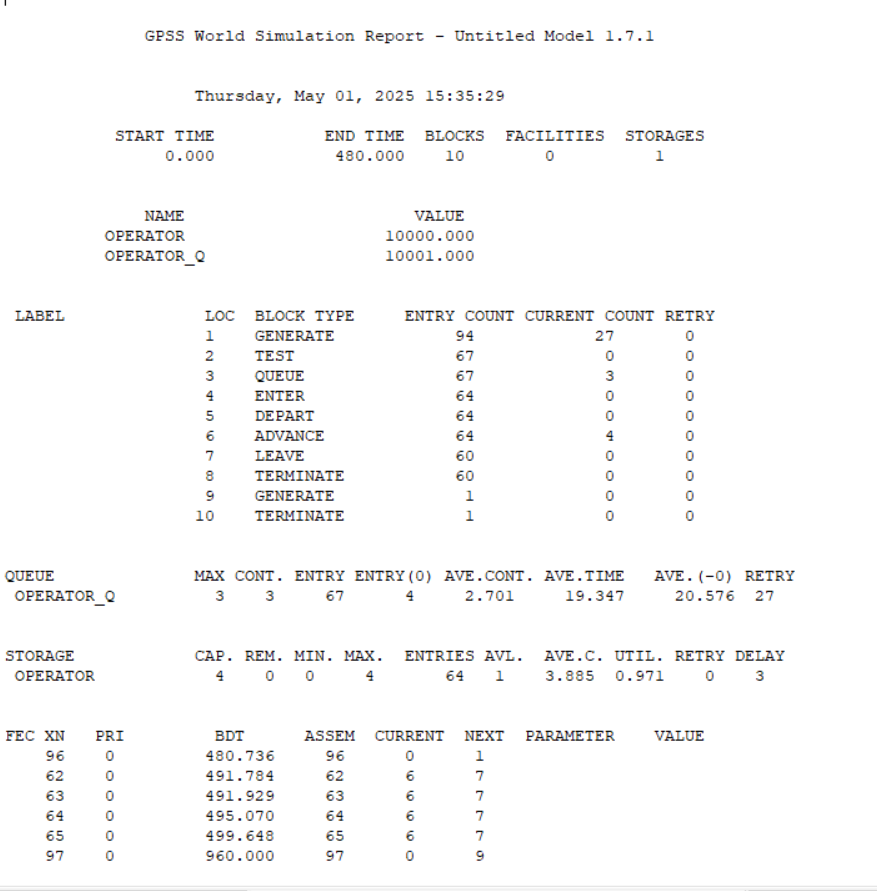 GPSS World Simulation Report - Untitled Model 1.7.1
Thursday, May 01, 2025 15:35:29
START TIME END TIME BLOCKS FACILITIES STORAGES
0.000 480.000 10 0 1
NAME VALUE
OPERATOR 10000.000
OPERATOR_Q 10001.000
LABEL LOC BLOCK TYPE ENTRY COUNT CURRENT COUNT RETRY
1 GENERATE 94 27 0
2 TEST 67 0 0
3 QUEUE 67 3 0
4 ENTER 64 0 0
5 DEPART 64 0 0
6 ADVANCE 64 4 0
7 LEAVE 60 0 0
8 TERMINATE 60 0 0
9 GENERATE 1 0 0
10 TERMINATE 1 0 0
QUEUE MAX CONT. ENTRY ENTRY(0) AVE.CONT. AVE.TIME AVE.(-0) RETRY
OPERATOR_Q 3 3 67 4 2.701 19.347 20.576 27
STORAGE CAP. REM. MIN. MAX. ENTRIES AVL. AVE.C. UTIL. RETRY DELAY
OPERATOR 4 0 0 4 64 1 3.885 0.971 0 3
FEC XN PRI BDT ASSEM CURRENT NEXT PARAMETER VALUE
96 0 480.736 96 0 1
62 0 491.784 62 6 7
63 0 491.929 63 6 7
64 0 495.070 64 6 7
65 0 499.648 65 6 7
97 0 960.000 97 0 9